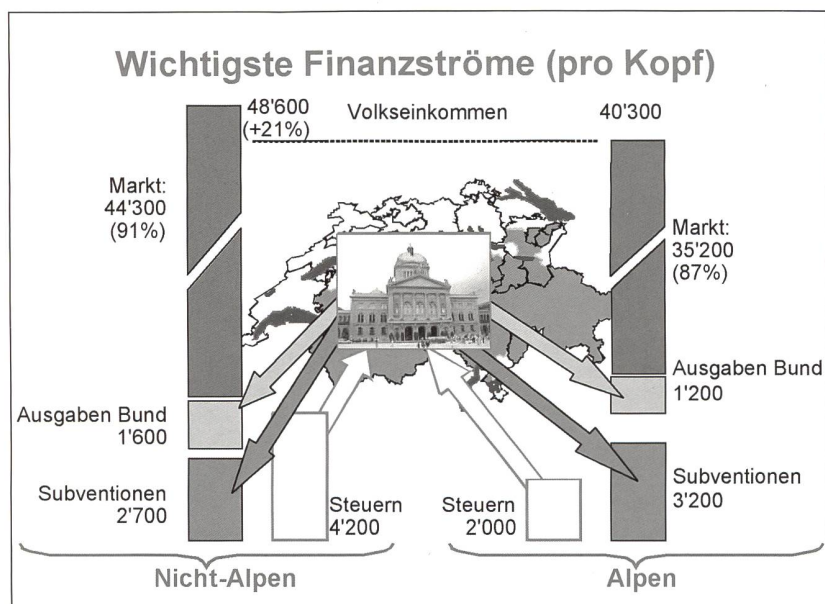 Wichtigste Finanzströme (pro Kopf)
48'600
(+21%)
Volkseinkommen
40'300
Markt:
44'300
(91%)
Markt:
35'200
(87%)
Ausgaben Bund
1'600
Ausgaben Bund
1'200
Subventionen
2'700
Steuern
4'200
Steuern
2'000
Subventionen
3'200
Nicht-Alpen
Alpen